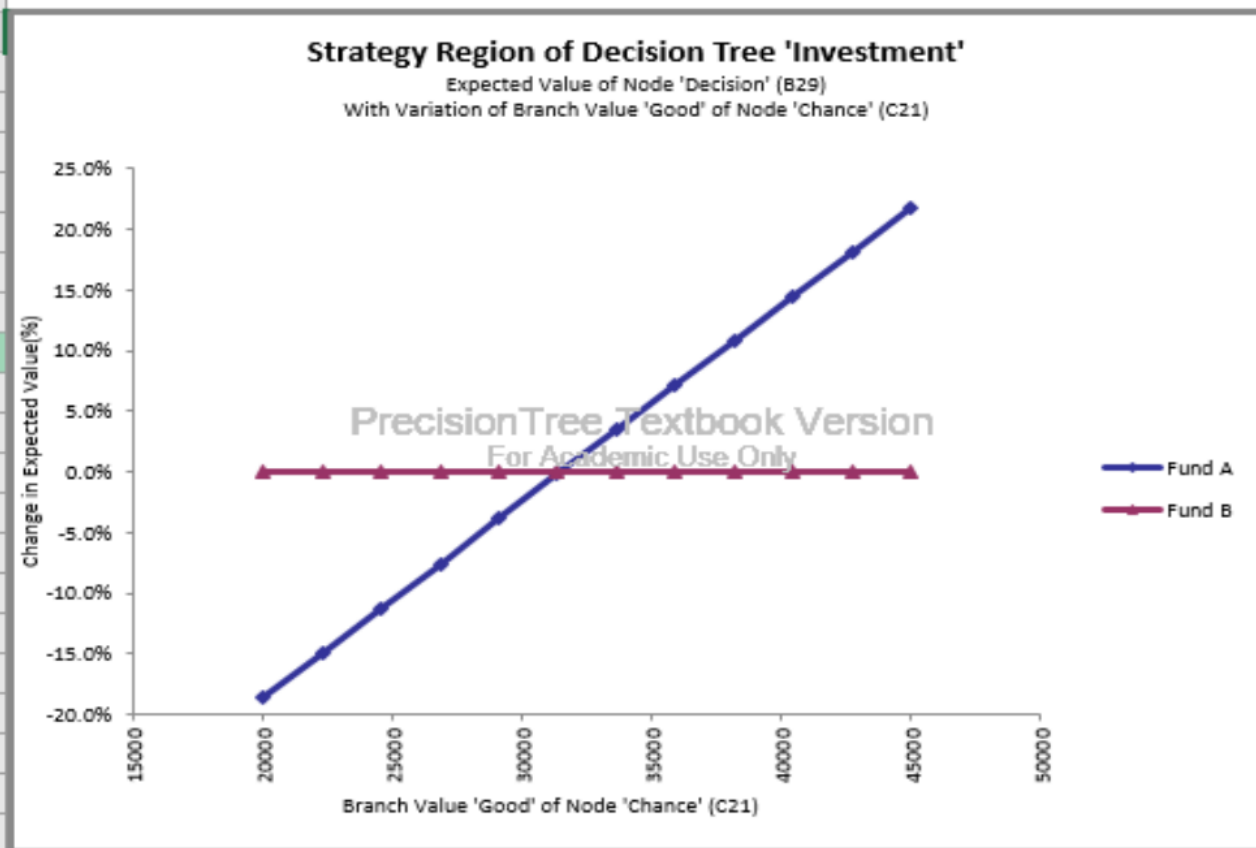 Strategy Region of Decision Tree 'Investment'
Expected Value of Node 'Decision' (B29)
With Variation of Branch Value 'Good' of Node 'Chance' (C21)
25.0%
20.0%
15.0%
10.0%
5.0%
0.0%
-5.0%
-10.0%
-15.0%
-20.0%
Change in Expected Value(%)
PrecisionTree Textbook Version
For Academic Use Only
Fund A
Fund B
15000
20000
25000
30000
35000
40000
45000
50000
Branch Value 'Good' of Node 'Chance' (C21)